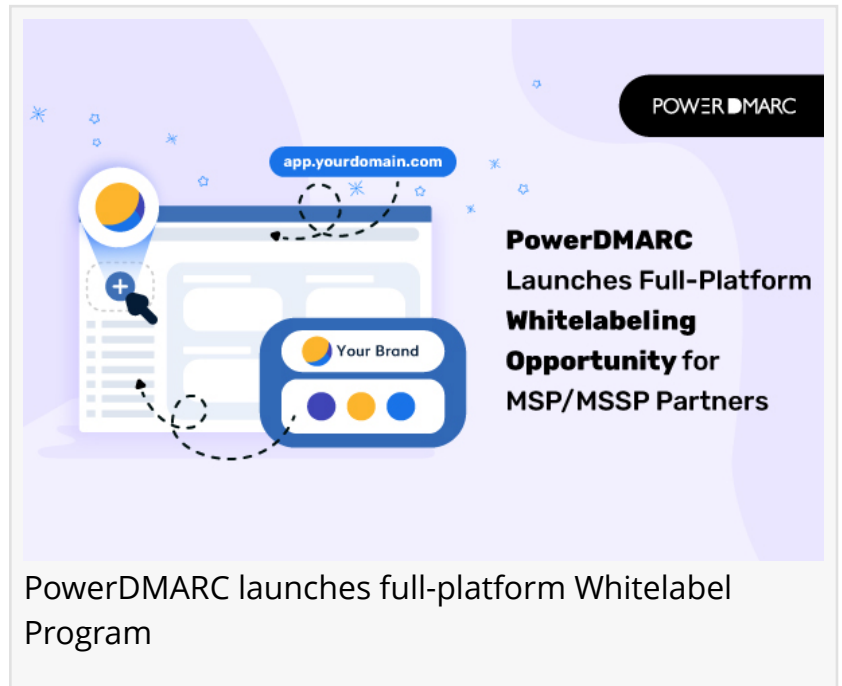 POWERDMARC
app.yourdomain.com
PowerDMARC
Launches Full-Platform
Whitelabeling
Opportunity for
MSP/MSSP Partners
Your Brand
PowerDMARC launches full-platform Whitelabel
Program